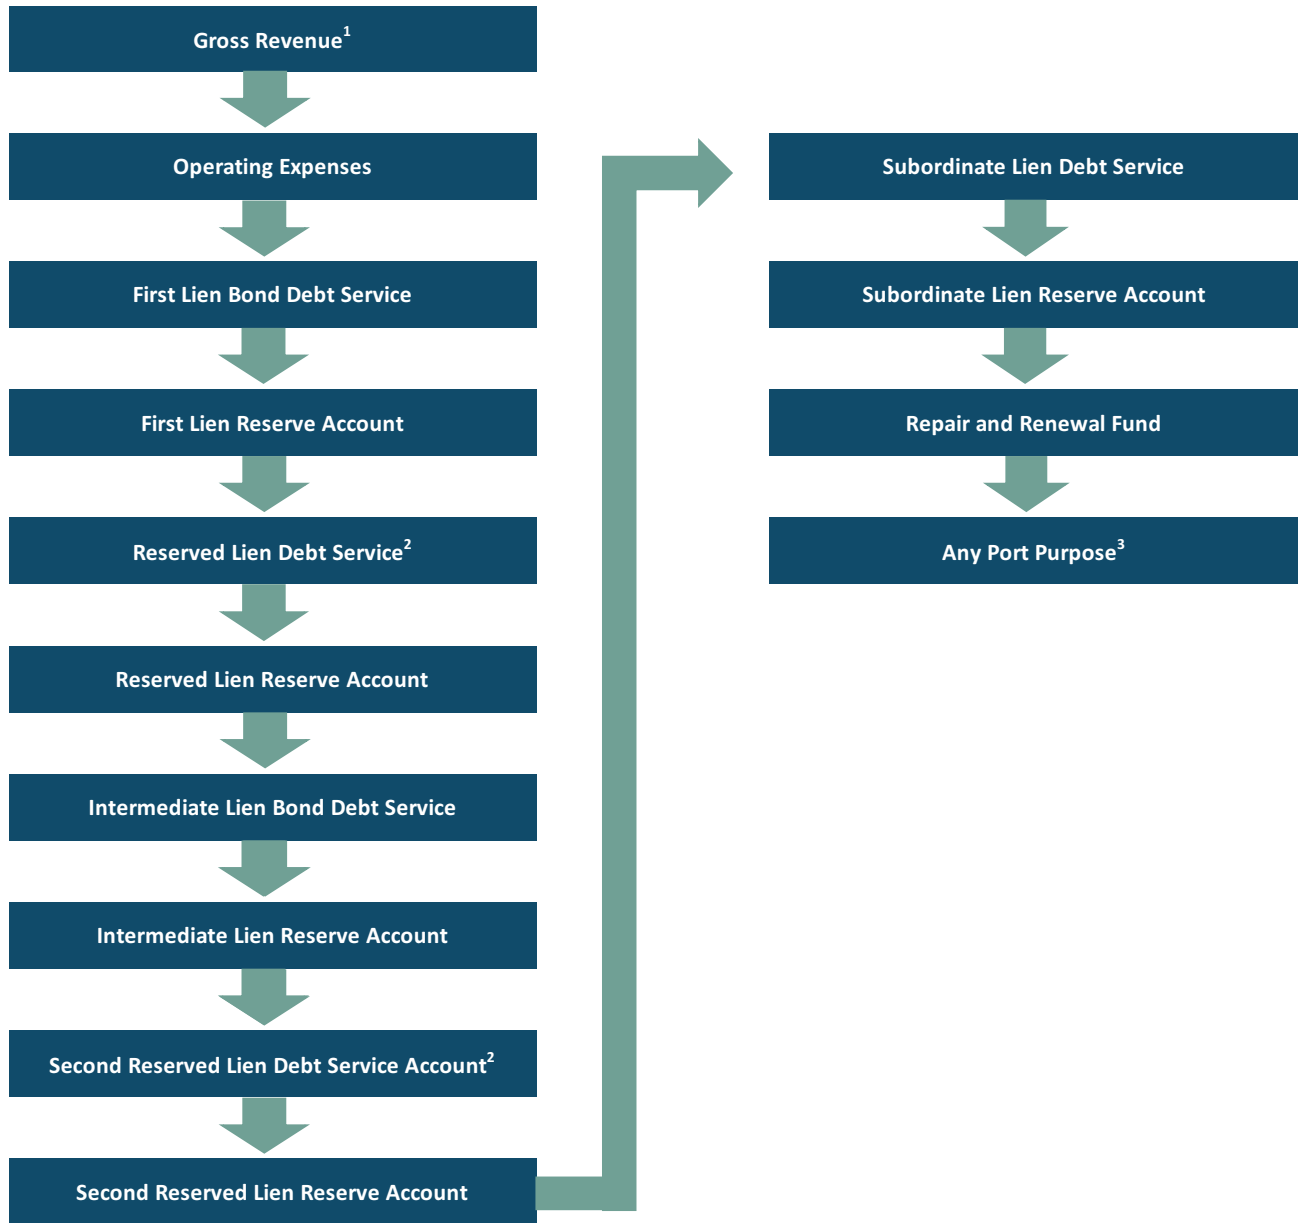 Gross Revenue¹
Operating Expenses
First Lien Bond Debt Service
First Lien Reserve Account
Reserved Lien Debt Service²
Reserved Lien Reserve Account
Intermediate Lien Bond Debt Service
Intermediate Lien Reserve Account
Second Reserved Lien Debt Service Account²
Second Reserved Lien Reserve Account
Subordinate Lien Debt Service
Subordinate Lien Reserve Account
Repair and Renewal Fund
Any Port Purpose³